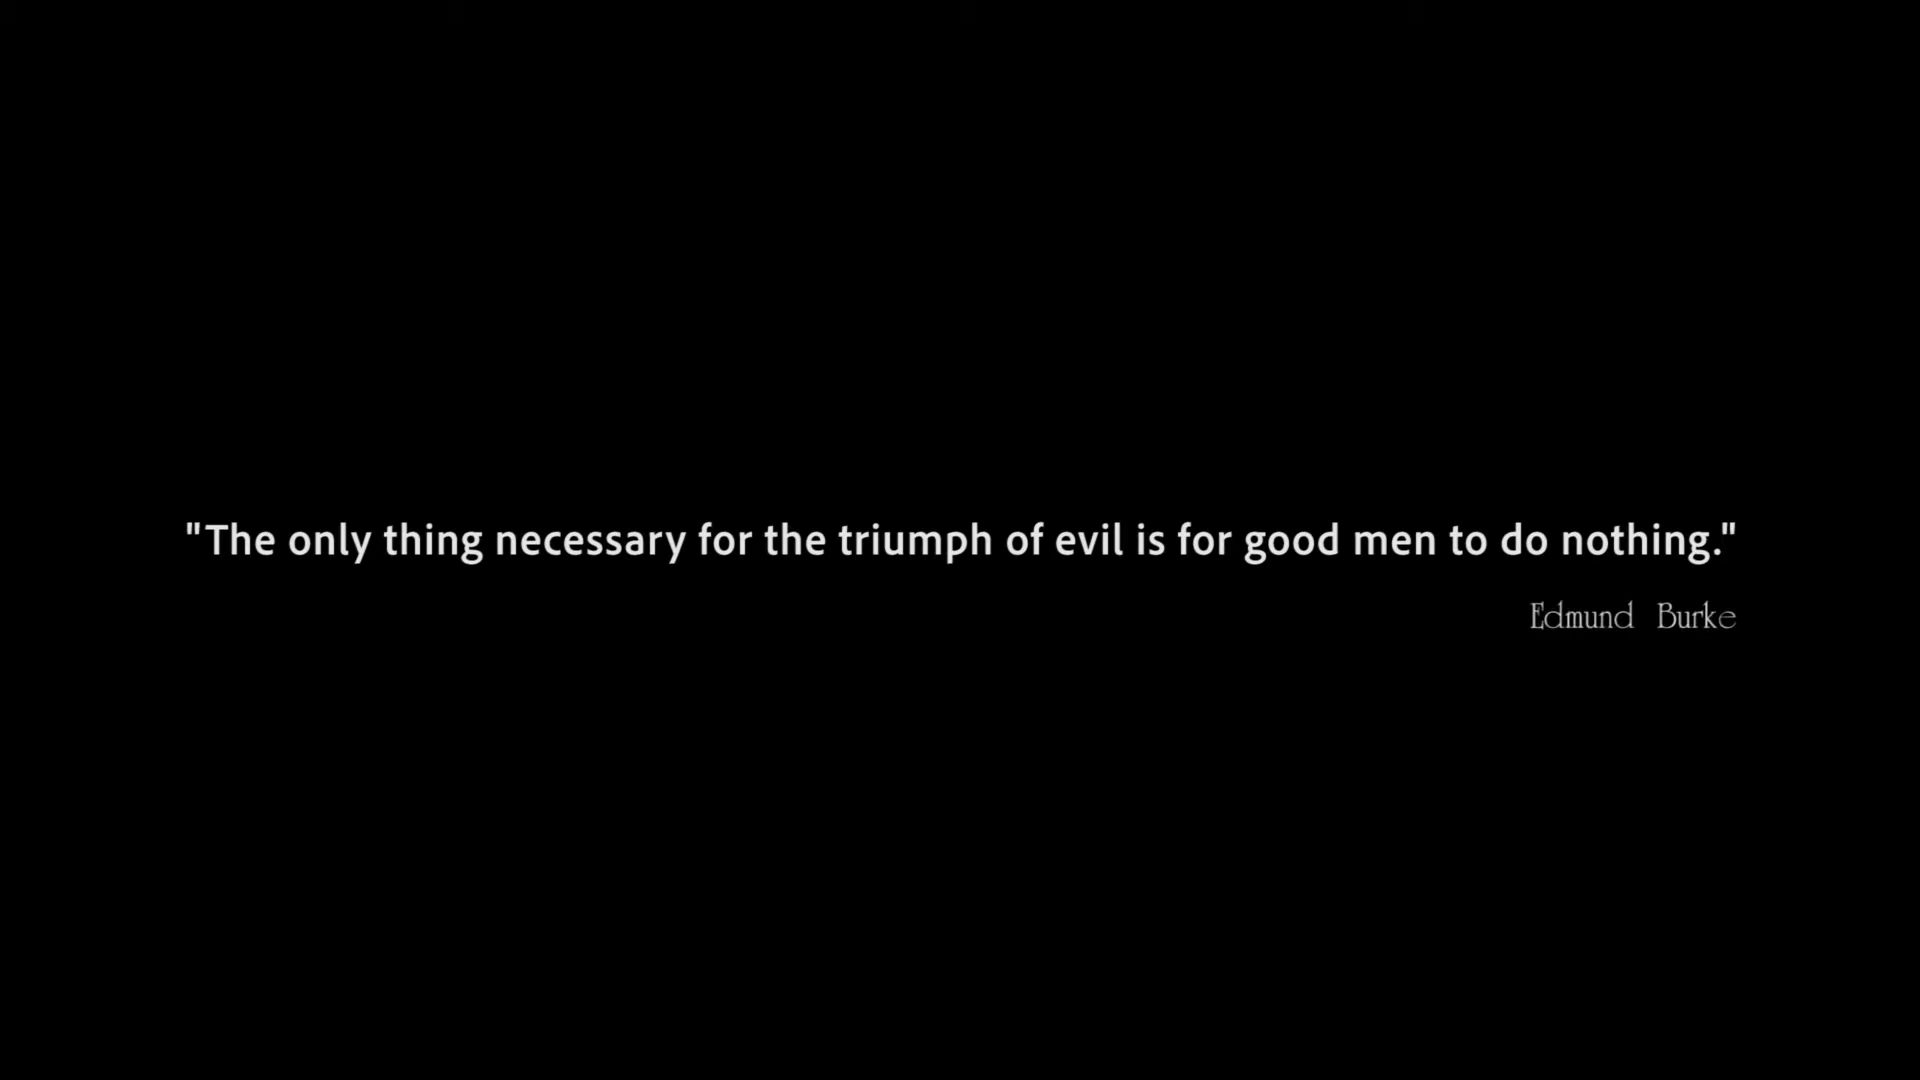 "The only thing necessary for the triumph of evil is for good men to do nothing."
Edmund Burke